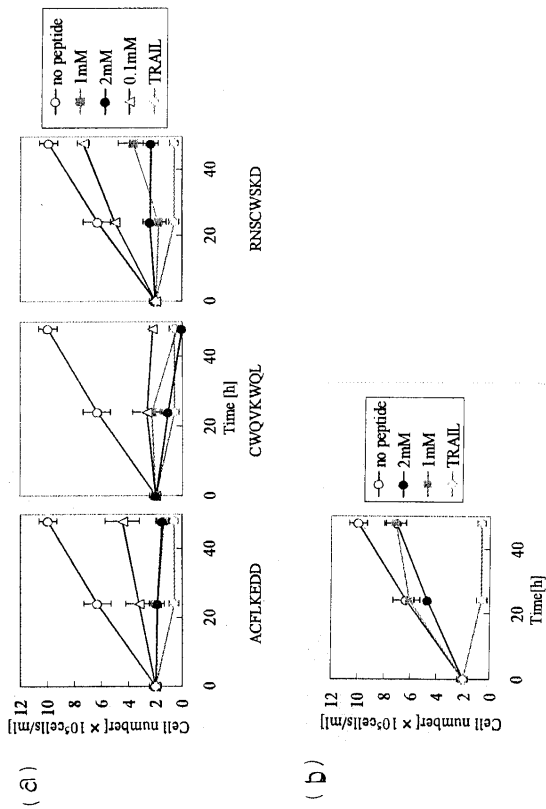 (a)
Cell number[×10⁵cells/ml]
12
10
8
6
4
2
0
0
20
40
ACFLKEDD
0
20
40
Time [h]
CWQVKWQL
0
20
40
RNSCWSKD
no peptide
1mM
2mM
0.1mM
TRAIL
(b)
Cell number[×10⁵cells/ml]
12
10
8
6
4
2
0
0
20
40
Time[h]
no peptide
2mM
1mM
TRAIL